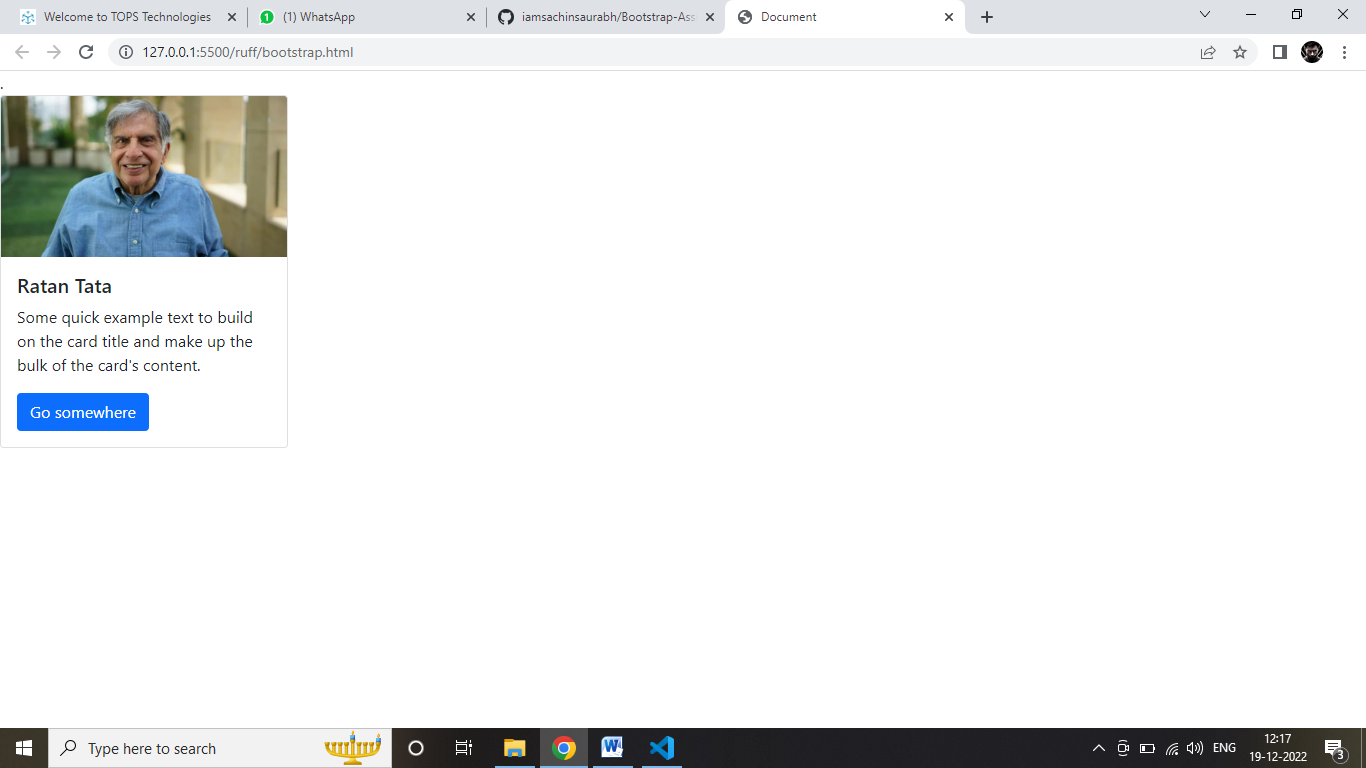 Welcome to TOPS Technologies
(1) WhatsApp
iamsachinsaurabh/Bootstrap-Ass
Document
127.0.0.1:5500/ruff/bootstrap.html
.
Ratan Tata
Some quick example text to build
on the card title and make up the
bulk of the card's content.
Go somewhere
Type here to search
ENG
12:17
19-12-2022
3